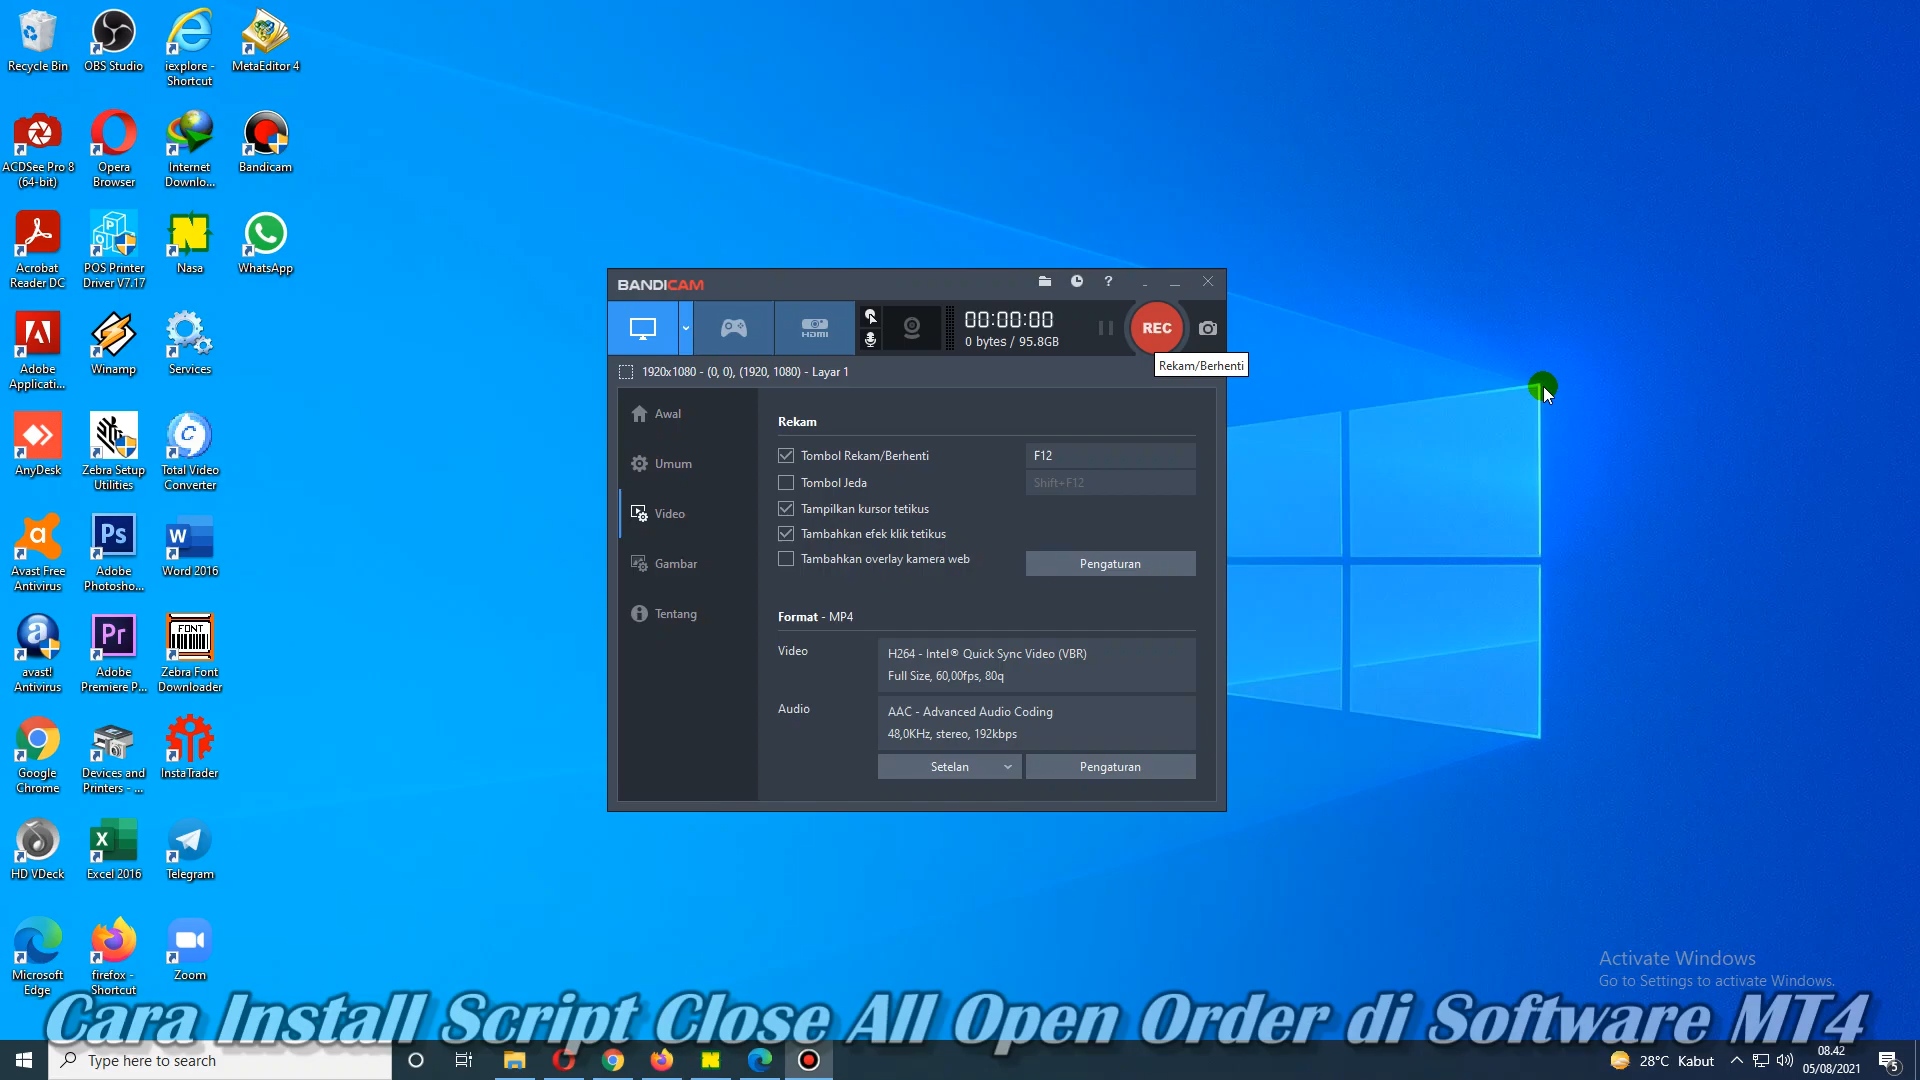 Recycle Bin
OBS Studio
iexplore -
Shortcut
MetaEditor 4
ACDSee Pro 8
(64-bit)
Opera
Browser
Internet
Downlo...
Bandicam
Acrobat
Reader DC
POS Printer
Driver V7.17
Nasa
WhatsApp
Adobe
Applicati...
Winamp
Services
AnyDesk
Zebra Setup
Utilities
Total Video
Converter
Avast Free
Antivirus
Ps
Adobe
Photosho...
Word 2016
avast!
Antivirus
Pr
Adobe
Premiere P...
FONT
Zebra Font
Downloader
Google
Chrome
Devices and
Printers - ...
InstaTrader
HD VDeck
Excel 2016
Telegram
Microsoft
Edge
firefox -
Shortcut
Zoom
BANDICAM
HDMI
00:00:00
0 bytes / 95.8GB
REC
Rekam/Berhenti
1920x1080 - (0, 0), (1920, 1080) - Layar 1
Awal
Umum
Video
Gambar
Tentang
Rekam
Tombol Rekam/Berhenti
F12
Tombol Jeda
Shift+F12
Tampilkan kursor tetikus
Tambahkan efek klik tetikus
Tambahkan overlay kamera web
Pengaturan
Format - MP4
Video
H264 - Intel® Quick Sync Video (VBR)
Full Size, 60,00fps, 80q
Audio
AAC - Advanced Audio Coding
48,0KHz, stereo, 192kbps
Setelan
Pengaturan
Activate Windows
Go to Settings to activate Windows.
Cara Install Script Close All Open Order di Software MT4
Type here to search
28°C Kabut
08.42
05/08/2021
5